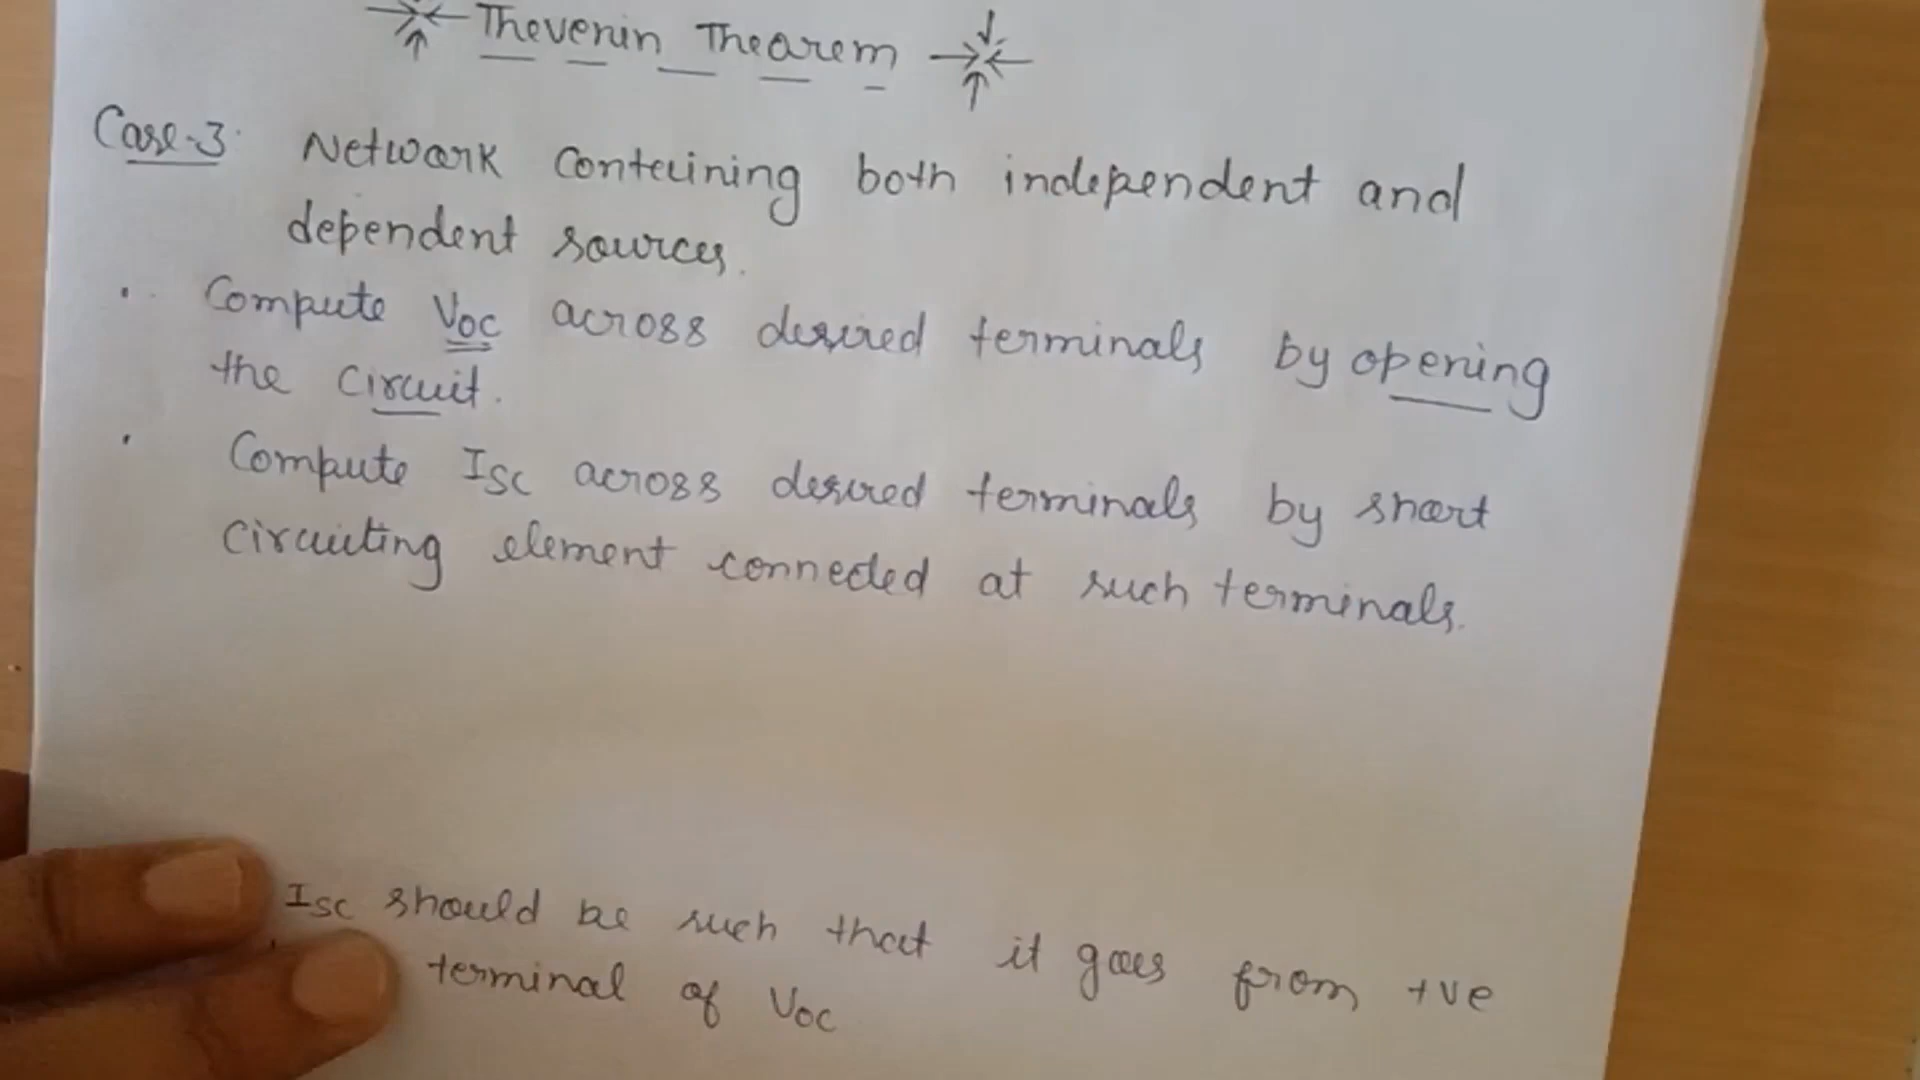 Thevenin Thearem
Case-3 Network Containing both independent and
dependent sources.
. Compute Voc across desired terminals by opening
the circuit.
. Compute Isc across desired terminals by short
circuiting element connected at such terminals.
Isc should be such that it goes from +ve
terminal of Voc